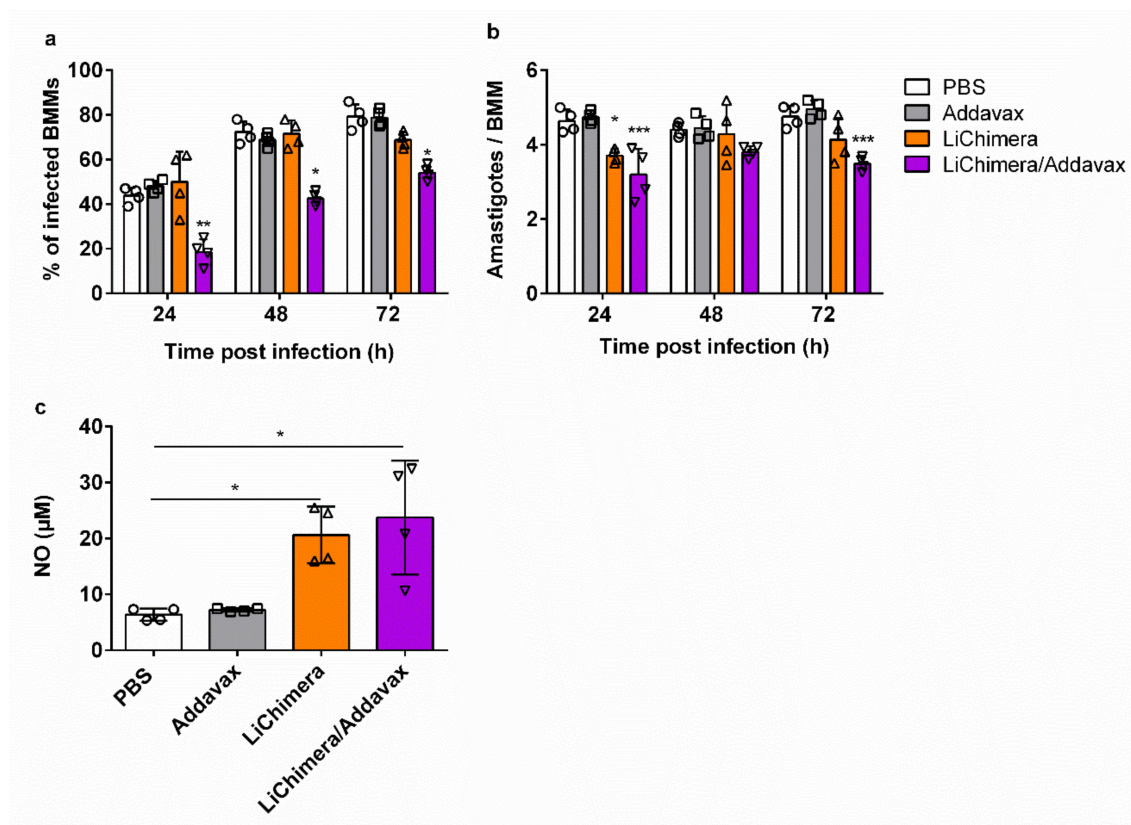 a
100
80
60
40
20
0
% of infected BMMs
** * *
24 48 72
Time post infection (h)
b
6
4
2
0
Amastigotes / BMM
* *** ***
24 48 72
Time post infection (h)
PBS
Addavax
LiChimera
LiChimera/Addavax
c
40
30
20
10
0
NO (µM)
*
*
PBS
Addavax
LiChimera
LiChimera/Addavax